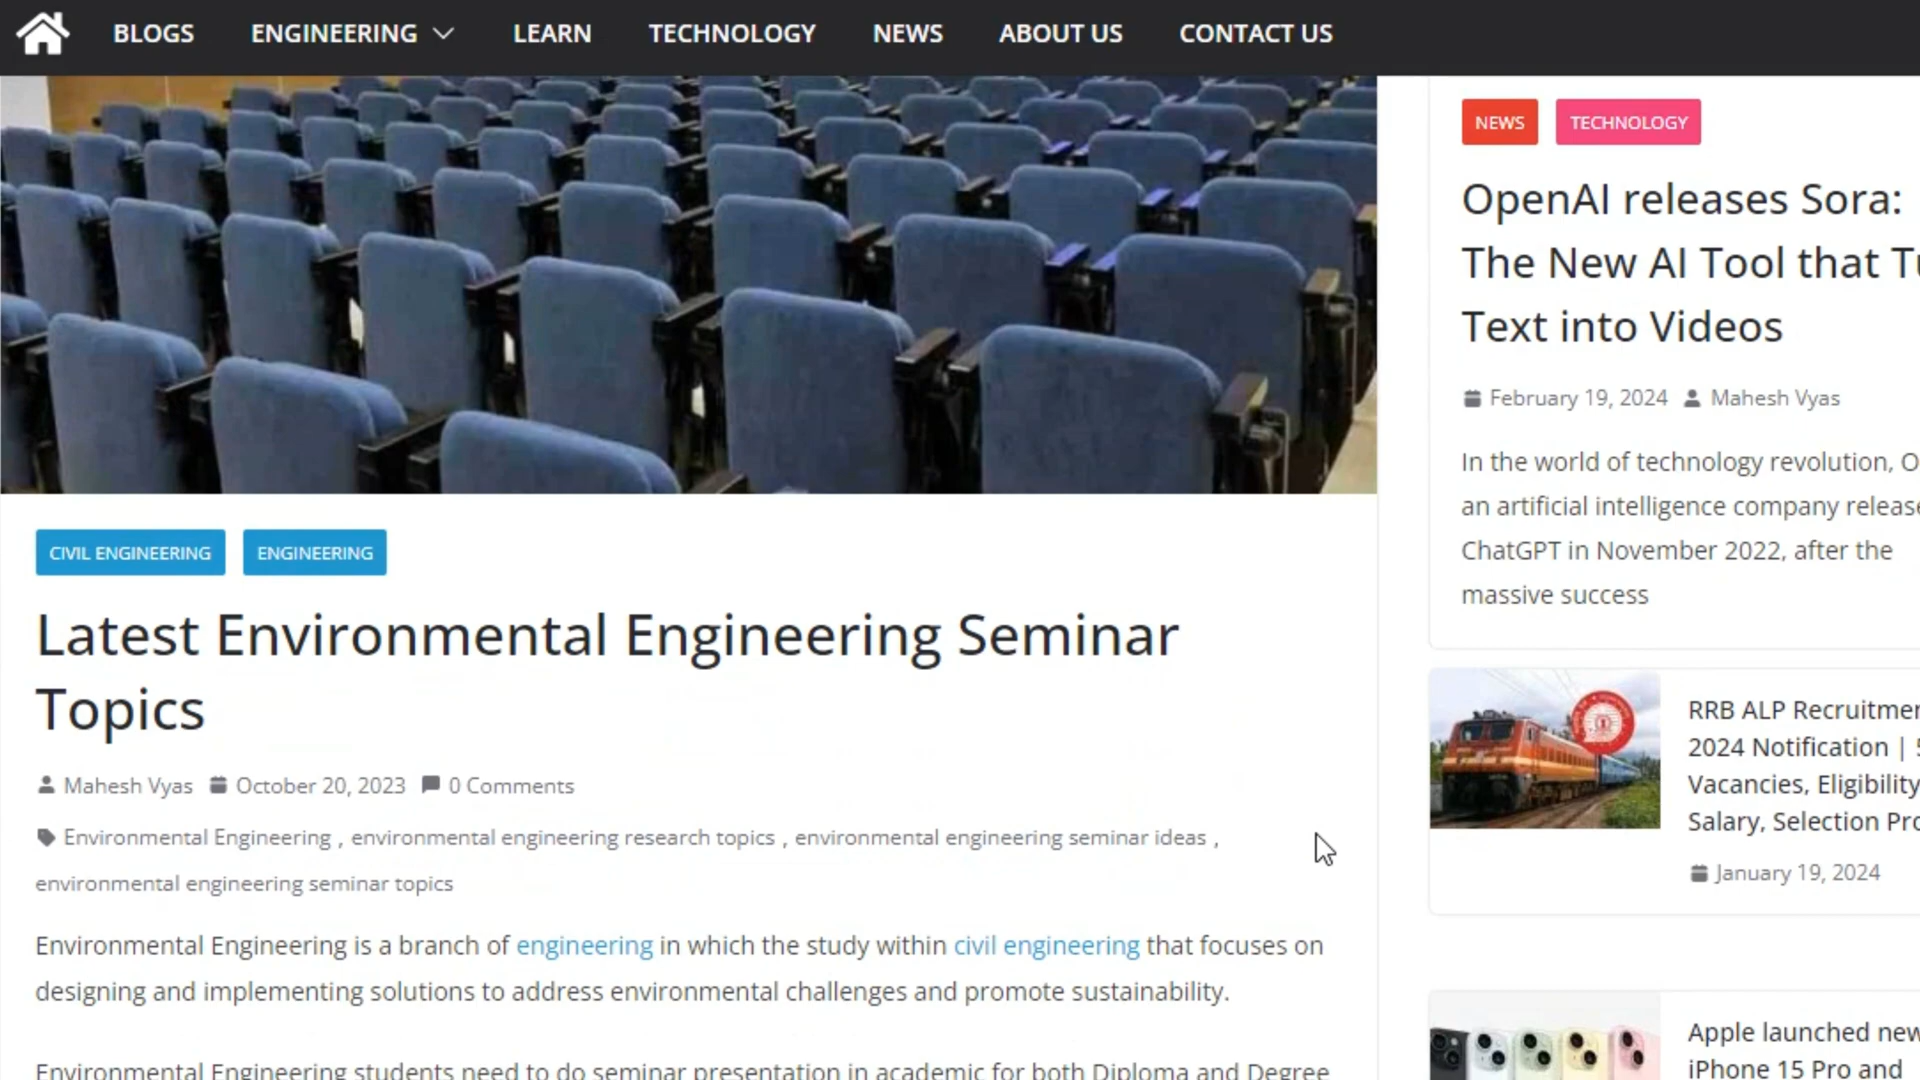 BLOGS
ENGINEERING
LEARN
TECHNOLOGY
NEWS
ABOUT US
CONTACT US
CIVIL ENGINEERING
ENGINEERING
Latest Environmental Engineering Seminar
Topics
Mahesh Vyas
October 20, 2023
0 Comments
Environmental Engineering , environmental engineering research topics , environmental engineering seminar ideas ,
environmental engineering seminar topics
Environmental Engineering is a branch of engineering in which the study within civil engineering that focuses on
designing and implementing solutions to address environmental challenges and promote sustainability.
Environmental Engineering students need to do seminar presentation in academic for both Diploma and Degree
NEWS
TECHNOLOGY
OpenAI releases Sora:
The New AI Tool that
Text into Videos
February 19, 2024
Mahesh Vyas
In the world of technology revolution,
an artificial intelligence company
ChatGPT in November 2022, after the
massive success
RRB ALP
2024 Notification |
Vacancies, Eligibility
Salary, Selection
January 19, 2024
Apple launched new
iPhone 15 Pro and